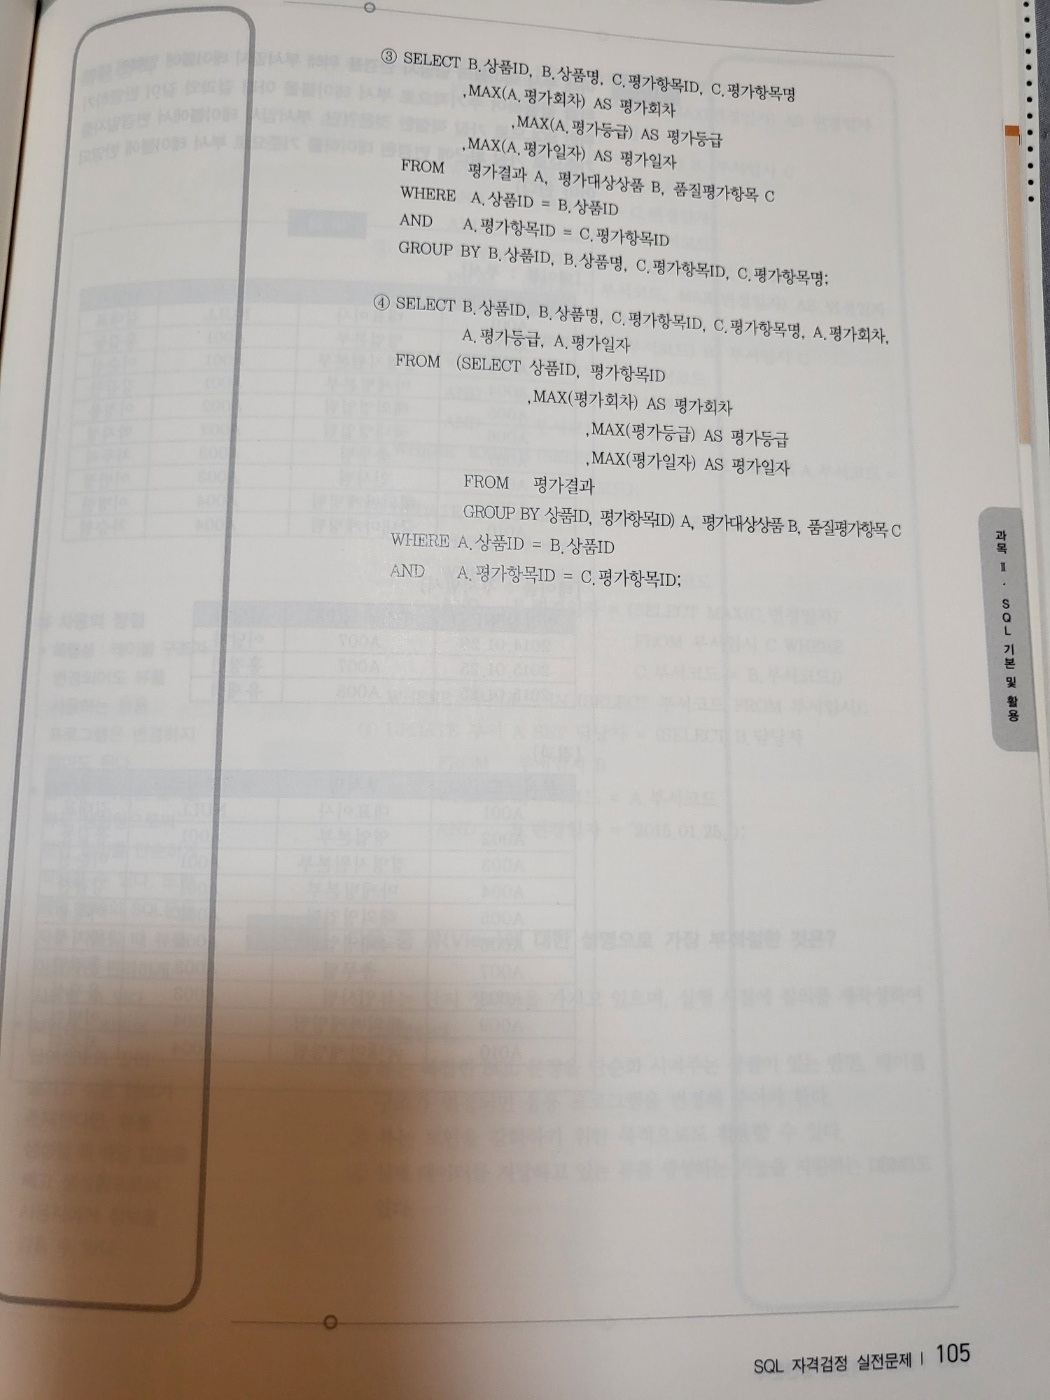 ③ SELECT B.상품ID, B.상품명, C.평가항목ID, C.평가항목명
,MAX(A.평가회차) AS 평가회차
,MAX(A.평가등급) AS 평가등급
,MAX(A.평가일자) AS 평가일자
FROM 평가결과 A, 평가대상상품 B, 품질평가항목 C
WHERE A.상품ID = B.상품ID
AND A.평가항목ID = C.평가항목ID
GROUP BY B.상품ID, B.상품명, C.평가항목ID, C.평가항목명;
④ SELECT B.상품ID, B.상품명, C.평가항목ID, C.평가항목명, A.평가회차,
A.평가등급, A.평가일자
FROM (SELECT 상품ID, 평가항목ID
,MAX(평가회차) AS 평가회차
,MAX(평가등급) AS 평가등급
,MAX(평가일자) AS 평가일자
FROM 평가결과
GROUP BY 상품ID, 평가항목ID) A, 평가대상상품 B, 품질평가항목 C
WHERE A.상품ID = B.상품ID
AND A.평가항목ID = C.평가항목ID;
과목 Ⅱ · SQL 기본 및 활용
SQL 자격검정 실전문제 | 105